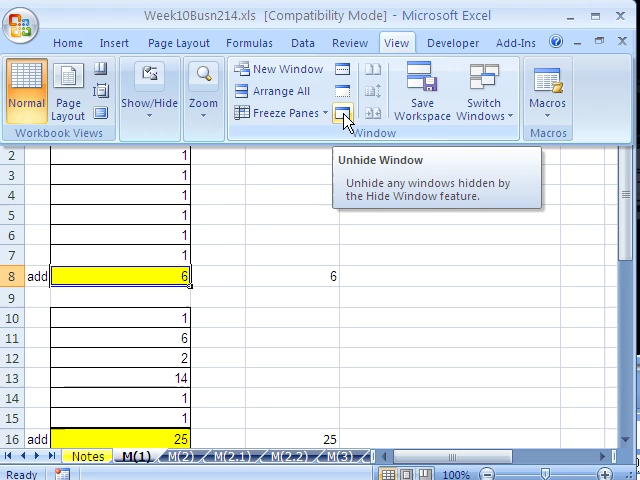 Week10Busn214.xls [Compatibility Mode] - Microsoft Excel
Home Insert Page Layout Formulas Data Review View Developer Add-Ins
Normal
Page Layout
Workbook Views
Show/Hide
Zoom
New Window
Arrange All
Freeze Panes
Save Workspace
Switch Windows
Window
Macros
Macros
Unhide Window
Unhide any windows hidden by
the Hide Window feature.
2 1
3 1
4 1
5 1
6 1
7 1
8 add 6 6
9
10 1
11 6
12 2
13 14
14 1
15 1
16 add 25 25
Notes M(1) M(2) M(2.1) M(2.2) M(3)
Ready 100%